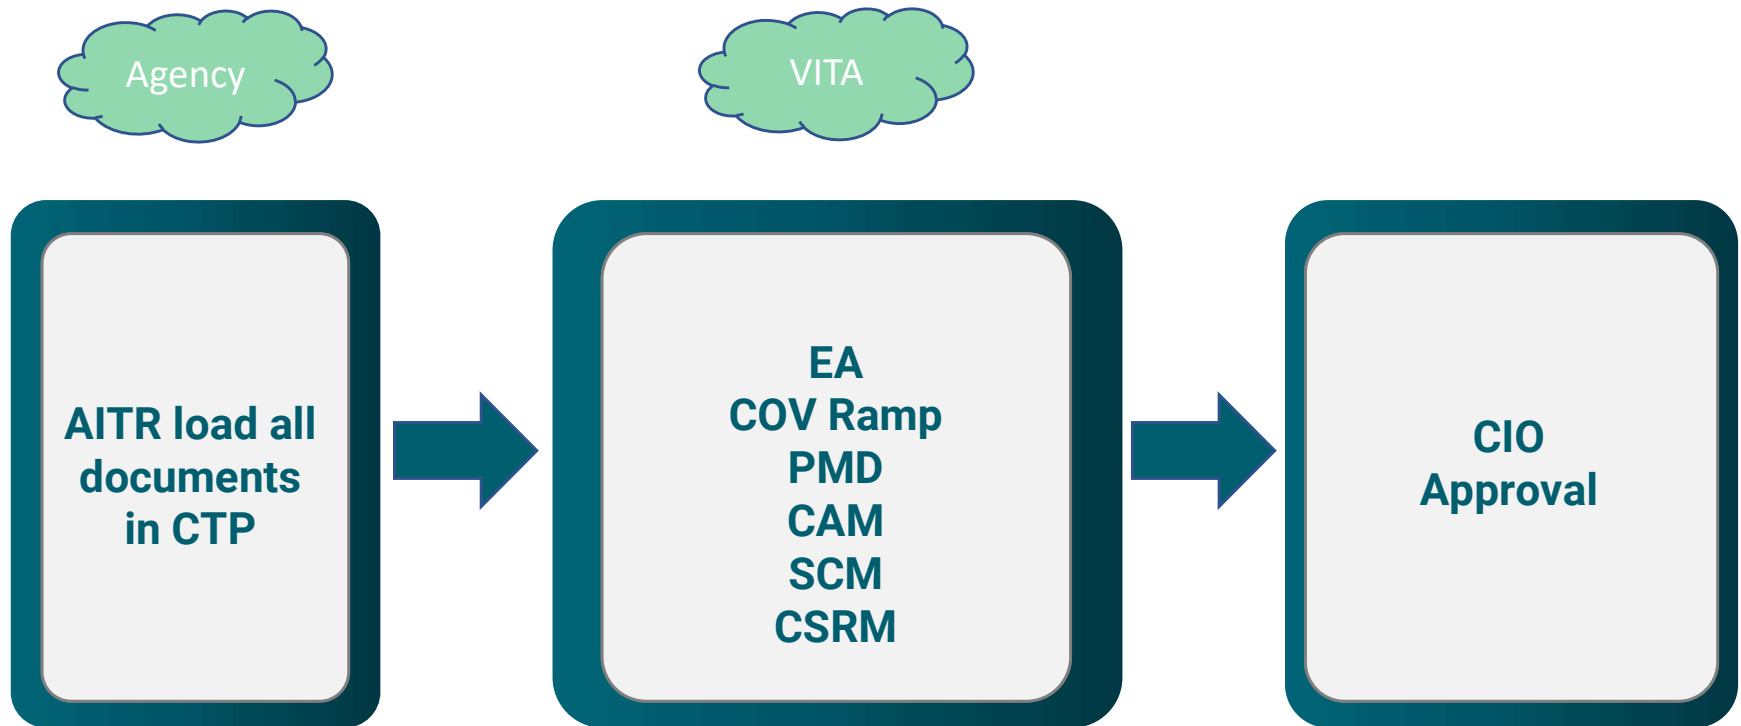 Agency
VITA
AITR load all
documents
in CTP
EA
COV Ramp
PMD
CAM
SCM
CSRM
CIO
Approval